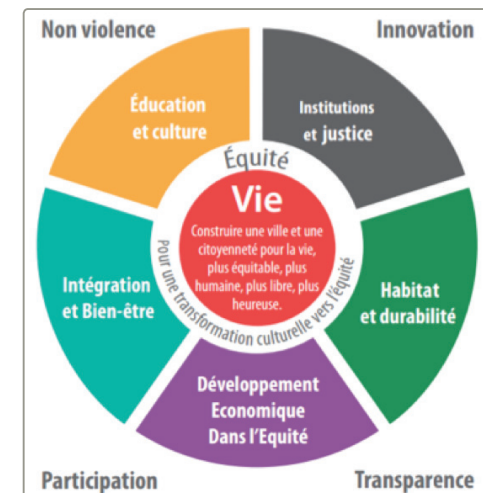 Non violence
Innovation
Éducation
et culture
Institutions
et justice
Équité
Vie
Construire une ville et une
citoyenneté pour la vie,
plus équitable, plus
humaine, plus libre, plus
heureuse.
Pour une transformation culturelle vers l'équité
Intégration
et Bien-être
Habitat
et durabilité
Développement
Economique
Dans l'Equité
Participation
Transparence